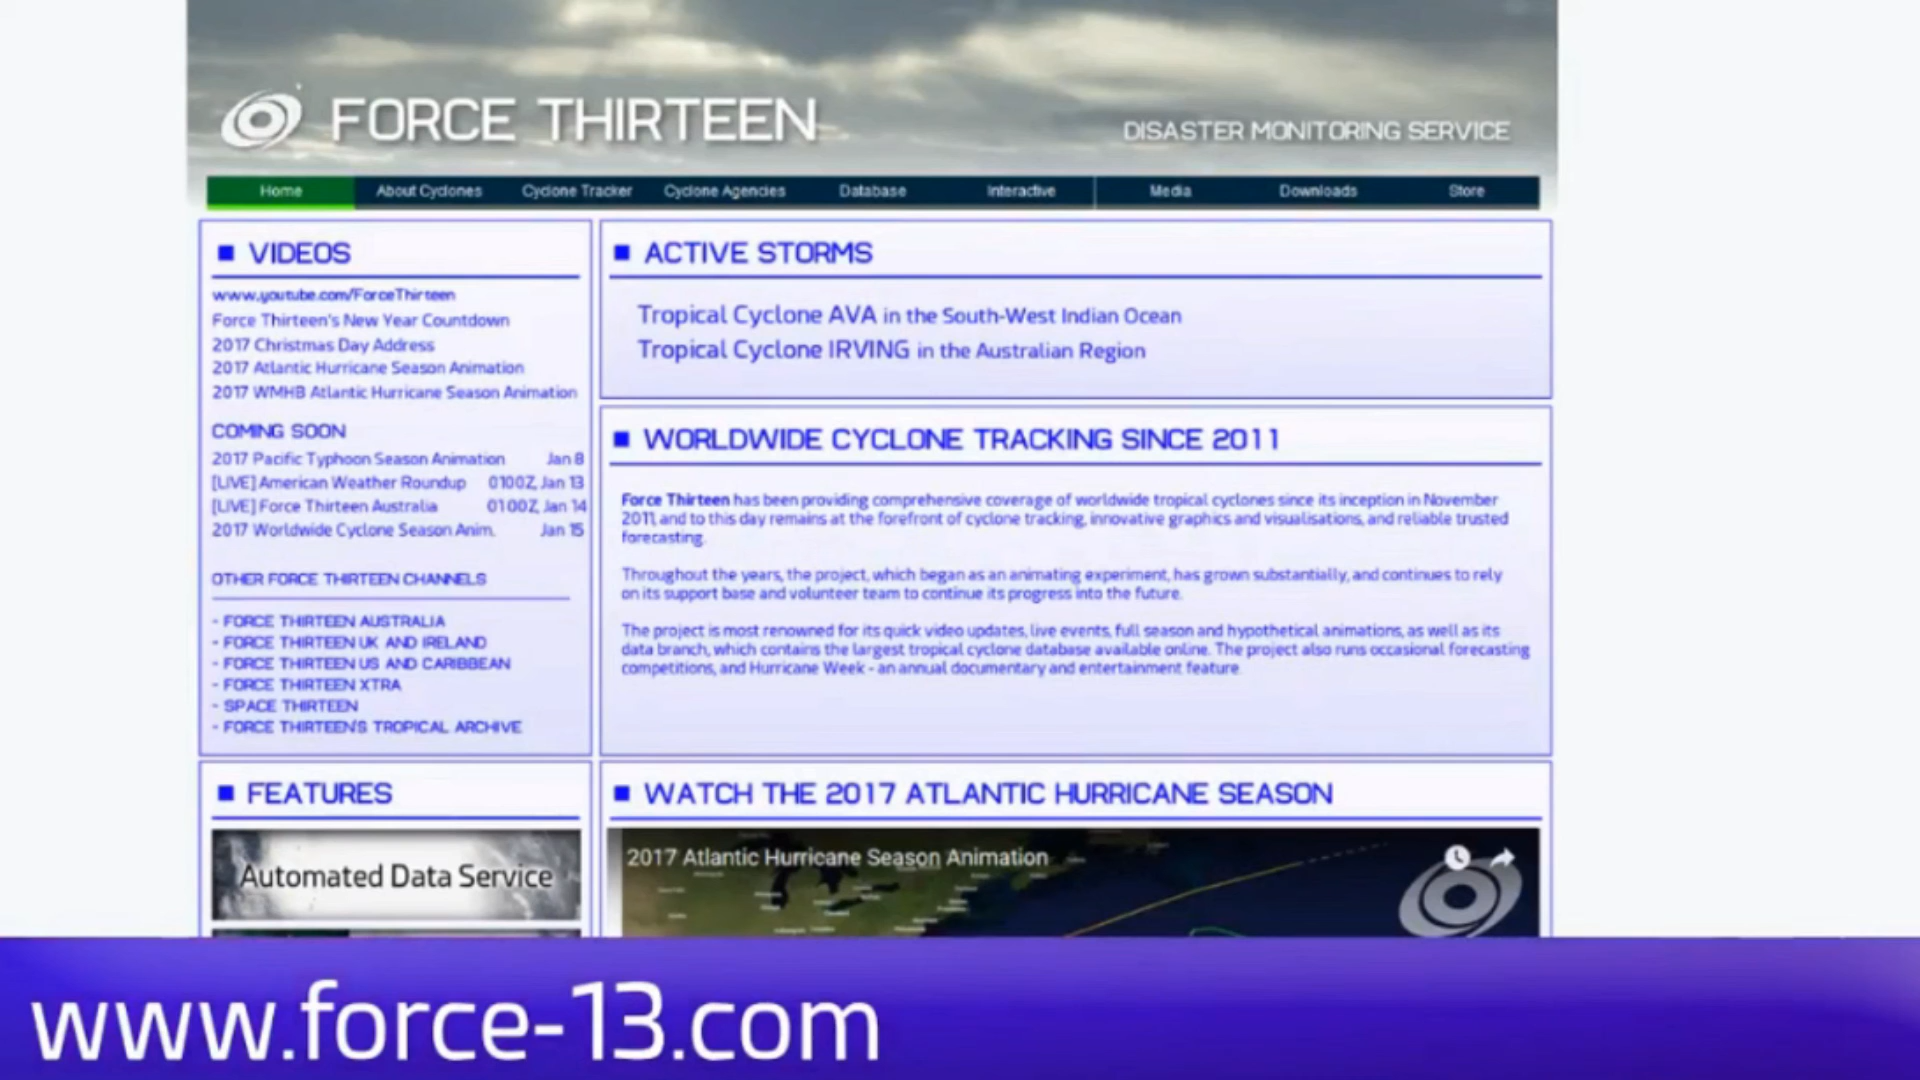 FORCE THIRTEEN
DISASTER MONITORING SERVICE
Home About Cyclones Cyclone Tracker Cyclone Agencies Database Interactive Media Downloads Store
VIDEOS
www.youtube.com/ForceThirteen
Force Thirteen's New Year Countdown
2017 Christmas Day Address
2017 Atlantic Hurricane Season Animation
2017 WMHB Atlantic Hurricane Season Animation
COMING SOON
2017 Pacific Typhoon Season Animation Jan 8
[LIVE] American Weather Roundup 0100Z, Jan 13
[LIVE] Force Thirteen Australia 0100Z, Jan 14
2017 Worldwide Cyclone Season Anim. Jan 15
OTHER FORCE THIRTEEN CHANNELS
- FORCE THIRTEEN AUSTRALIA
- FORCE THIRTEEN UK AND IRELAND
- FORCE THIRTEEN US AND CARIBBEAN
- FORCE THIRTEEN XTRA
- SPACE THIRTEEN
- FORCE THIRTEEN'S TROPICAL ARCHIVE
ACTIVE STORMS
Tropical Cyclone AVA in the South-West Indian Ocean
Tropical Cyclone IRVING in the Australian Region
WORLDWIDE CYCLONE TRACKING SINCE 2011
Force Thirteen has been providing comprehensive coverage of worldwide tropical cyclones since its inception in November
2011, and to this day remains at the forefront of cyclone tracking, innovative graphics and visualisations, and reliable trusted
forecasting.
Throughout the years, the project, which began as an animating experiment, has grown substantially, and continues to rely
on its support base and volunteer team to continue its progress into the future.
The project is most renowned for its quick video updates, live events, full season and hypothetical animations, as well as its
data branch, which contains the largest tropical cyclone database available online. The project also runs occasional forecasting
competitions, and Hurricane Week - an annual documentary and entertainment feature.
FEATURES
Automated Data Service
WATCH THE 2017 ATLANTIC HURRICANE SEASON
2017 Atlantic Hurricane Season Animation
www.force-13.com